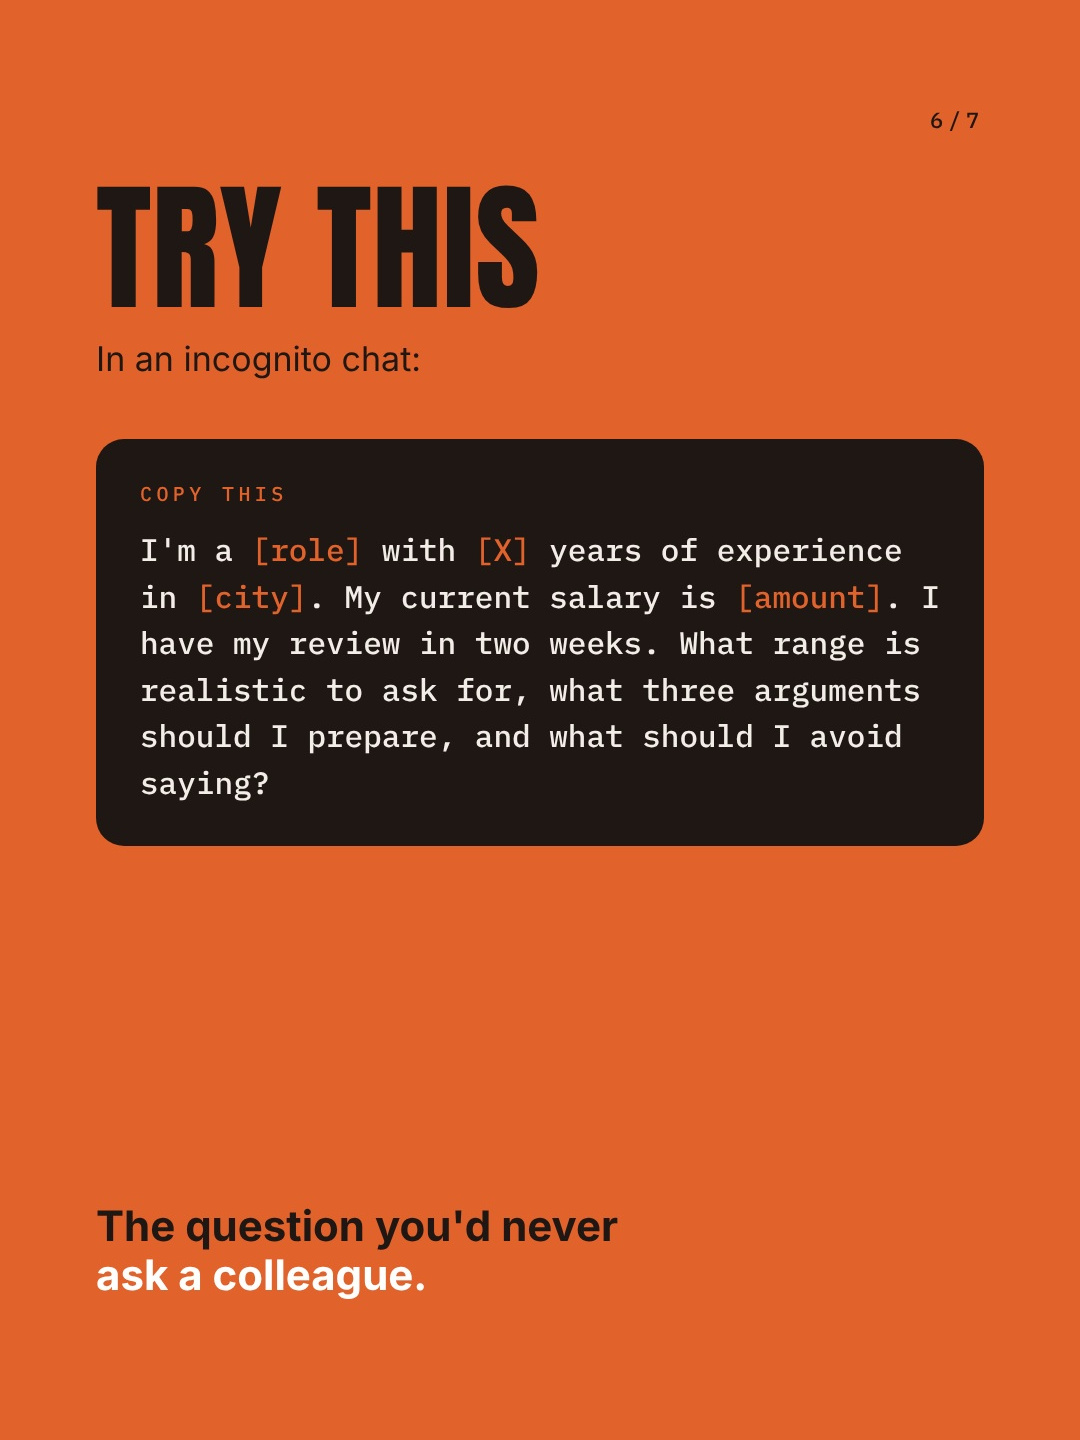 6 / 7
TRY THIS
In an incognito chat:
COPY THIS
I'm a [role] with [X] years of experience
in [city]. My current salary is [amount]. I
have my review in two weeks. What range is
realistic to ask for, what three arguments
should I prepare, and what should I avoid
saying?
The question you'd never
ask a colleague.